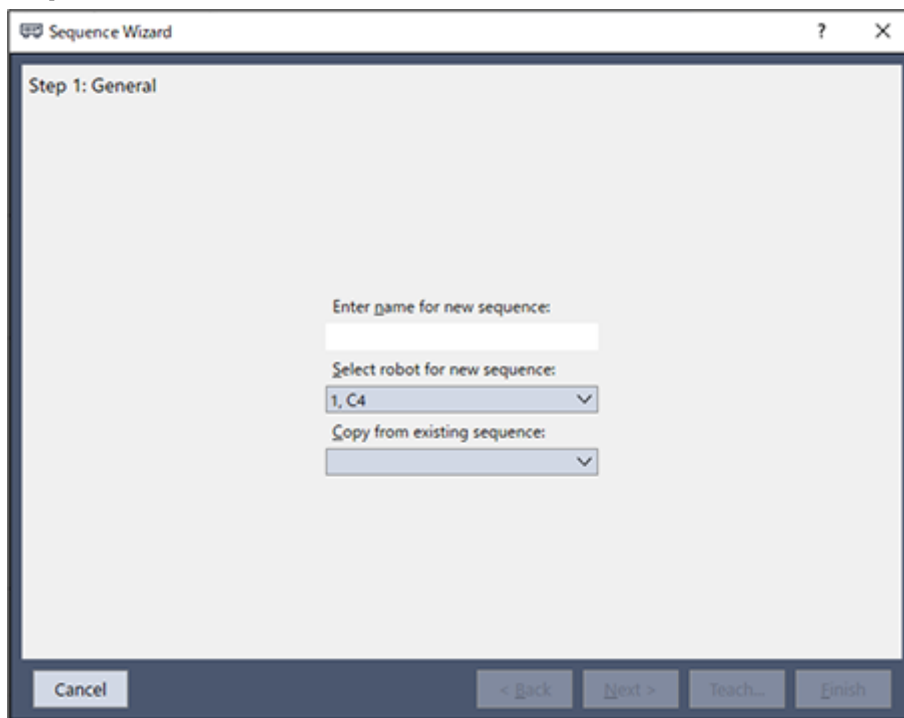 Sequence Wizard
?
Step 1: General
Enter name for new sequence:
Select robot for new sequence:
1, C4
Copy from existing sequence:
Cancel
< Back
Next >
Teach...
Finish